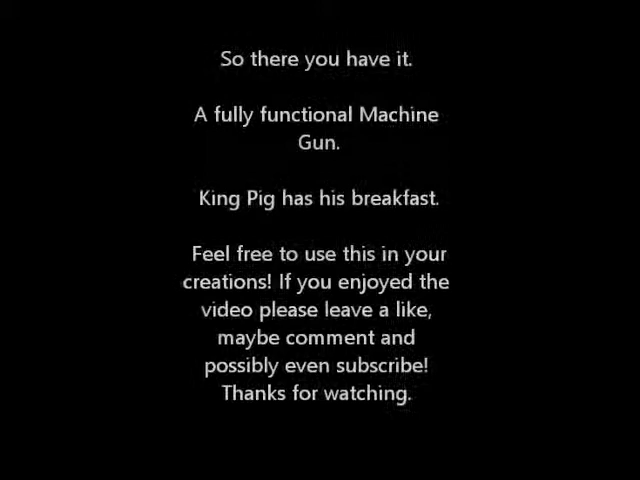 So there you have it.
A fully functional Machine
Gun.
King Pig has his breakfast.
Feel free to use this in your
creations! If you enjoyed the
video please leave a like,
maybe comment and
possibly even subscribe!
Thanks for watching.